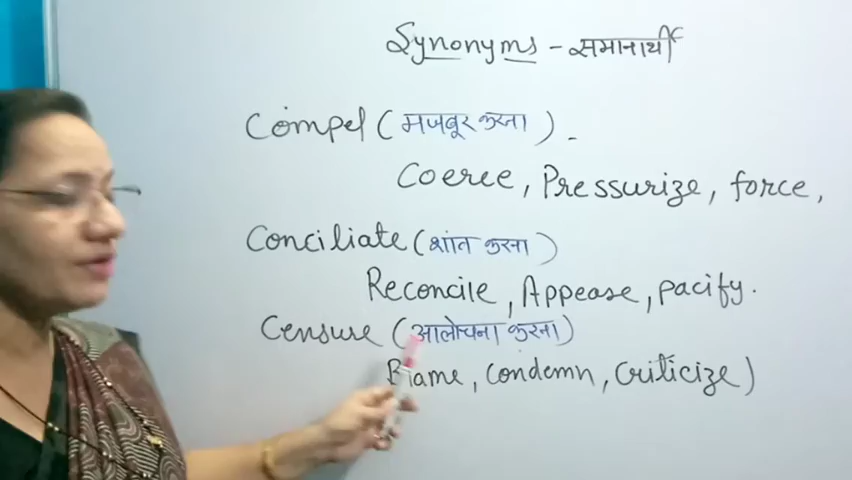 Synonyms - समानार्थी
Compel (मजबूर करना) -
Coerce, Pressurize, force,
Conciliate (शांत करना)
Reconcile, Appease, pacify.
Censure (आलोचना करना)
Blame, Condemn, Criticize)